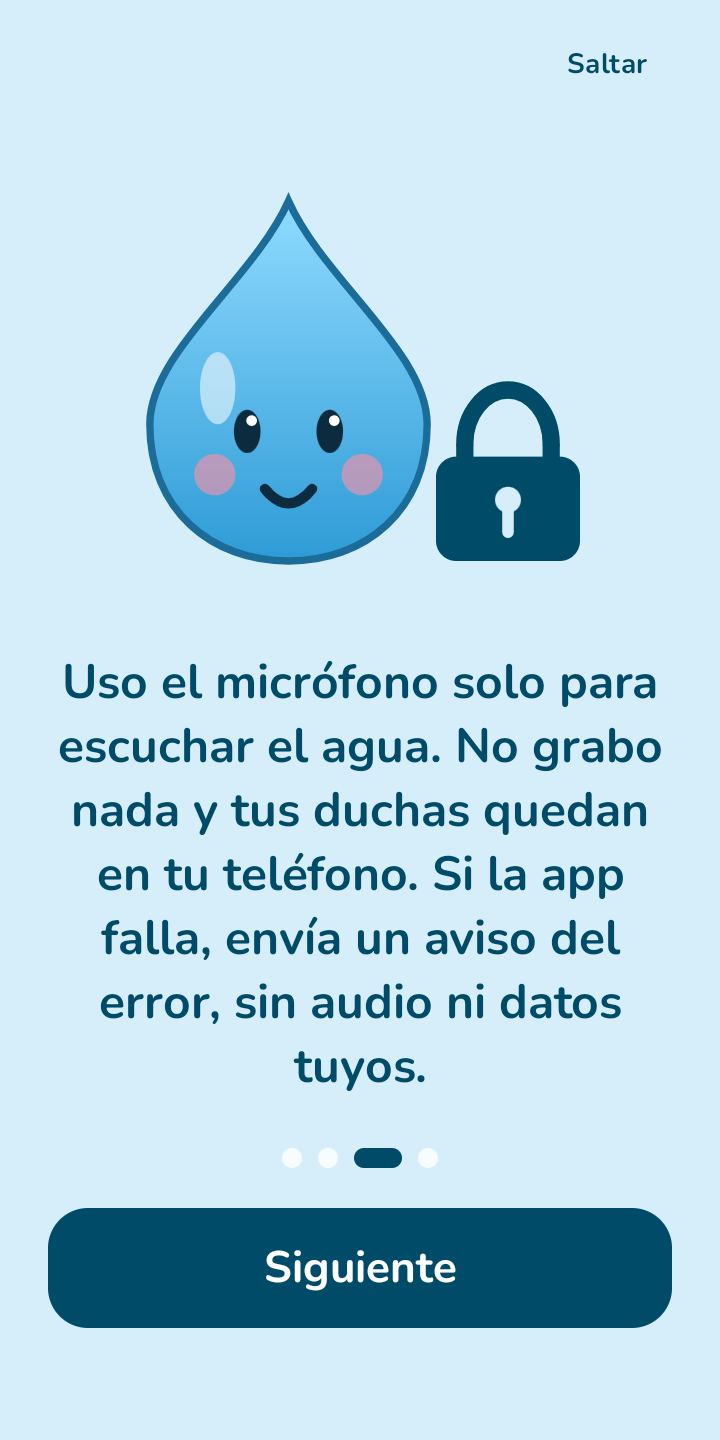 Saltar
Uso el micrófono solo para
escuchar el agua. No grabo
nada y tus duchas quedan
en tu teléfono. Si la app
falla, envía un aviso del
error, sin audio ni datos
tuyos.
Siguiente